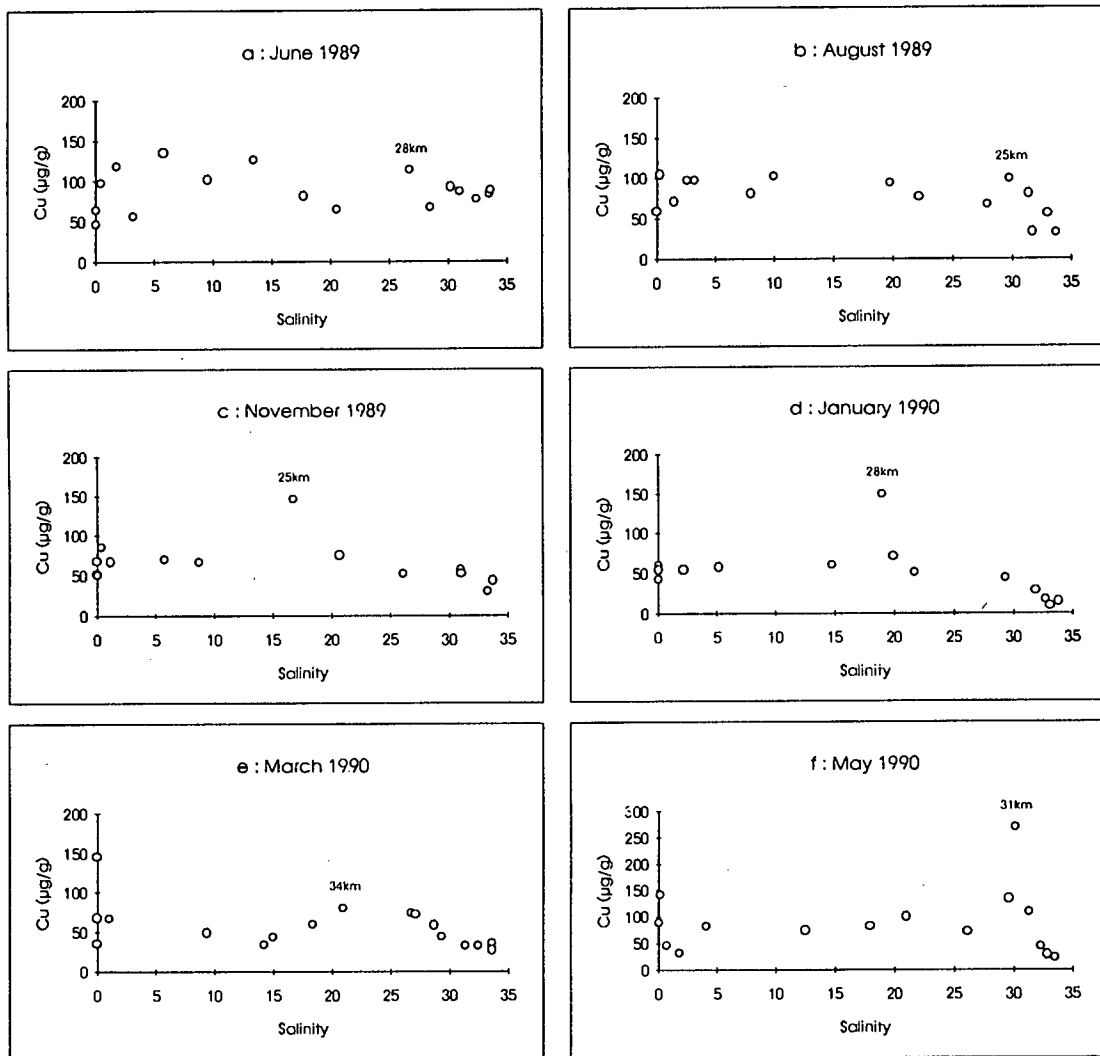 a : June 1989
Cu (µg/g)
200
150
100
50
0
28km
0 5 10 15 20 25 30 35
Salinity
b : August 1989
Cu (µg/g)
200
150
100
50
0
25km
0 5 10 15 20 25 30 35
Salinity
c : November 1989
Cu (µg/g)
200
150
100
50
0
25km
0 5 10 15 20 25 30 35
Salinity
d : January 1990
Cu (µg/g)
200
150
100
50
0
28km
0 5 10 15 20 25 30 35
Salinity
e : March 1990
Cu (µg/g)
200
150
100
50
0
34km
0 5 10 15 20 25 30 35
Salinity
f : May 1990
Cu (µg/g)
300
250
200
150
100
50
0
31km
0 5 10 15 20 25 30 35
Salinity